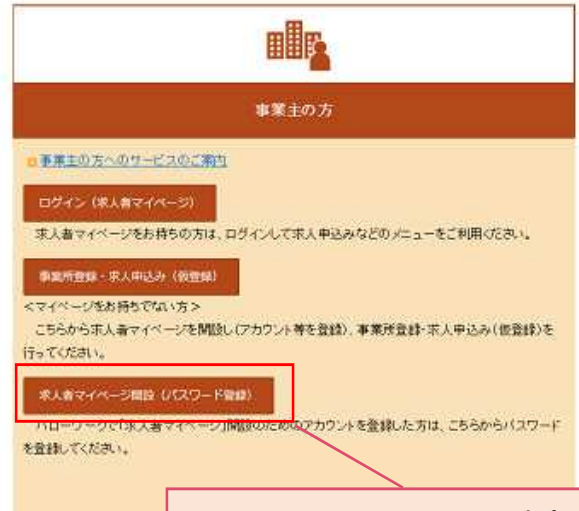 事業主の方
事業主の方へのサービスのご案内
ログイン（求人者マイページ）
求人者マイページをお持ちの方は、ログインして求人申込みなどのメニューをご利用ください。
事業所登録・求人申込み（仮登録）
＜マイページをお持ちでない方＞
こちらから求人者マイページを開設し（アカウント等を登録）、事業所登録・求人申込み（仮登録）を
行ってください。
求人者マイページ開設（パスワード登録）
ハローワークで「求人者マイページ」開設のためのアカウントを登録した方は、こちらからパスワード
を登録してください。